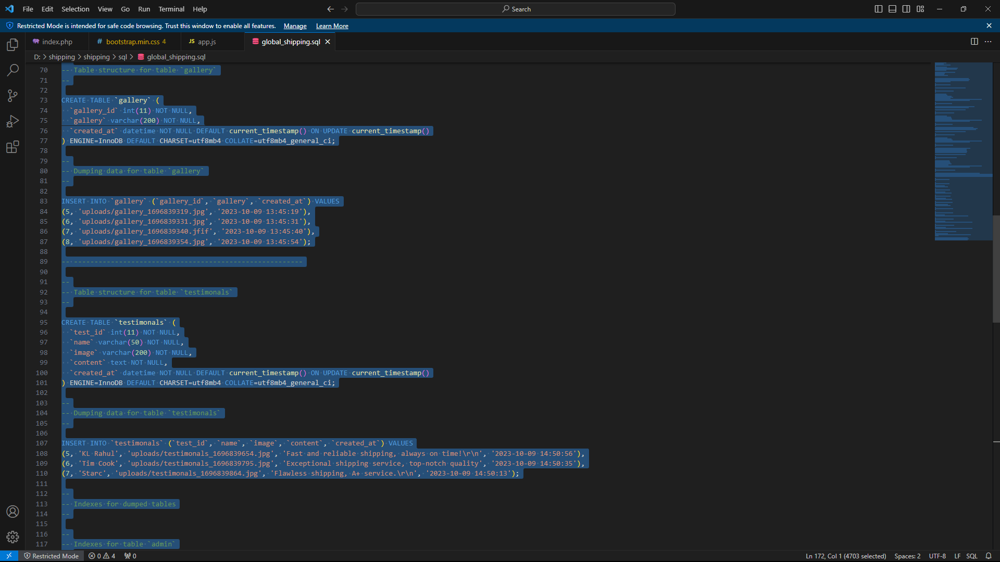 File Edit Selection View Go Run Terminal Help Search
Restricted Mode is intended for safe code browsing. Trust this window to enable all features. Manage Learn More
index.php # bootstrap.min.css 4 JS app.js global_shipping.sql
D: > shipping > shipping > sql > global_shipping.sql
70 -- Table structure for table `gallery`
71 --
72
73 CREATE TABLE `gallery` (
74 `gallery_id` int(11) NOT NULL,
75 `gallery` varchar(200) NOT NULL,
76 `created_at` datetime NOT NULL DEFAULT current_timestamp() ON UPDATE current_timestamp()
77 ) ENGINE=InnoDB DEFAULT CHARSET=utf8mb4 COLLATE=utf8mb4_general_ci;
78
79 --
80 -- Dumping data for table `gallery`
81 --
82
83 INSERT INTO `gallery` (`gallery_id`, `gallery`, `created_at`) VALUES
84 (5, 'uploads/gallery_1696839319.jpg', '2023-10-09 13:45:19'),
85 (6, 'uploads/gallery_1696839331.jpg', '2023-10-09 13:45:31'),
86 (7, 'uploads/gallery_1696839340.jfif', '2023-10-09 13:45:40'),
87 (8, 'uploads/gallery_1696839354.jpg', '2023-10-09 13:45:54');
88
89 -- --------------------------------------------------------
90
91 --
92 -- Table structure for table `testimonals`
93 --
94
95 CREATE TABLE `testimonals` (
96 `test_id` int(11) NOT NULL,
97 `name` varchar(50) NOT NULL,
98 `image` varchar(200) NOT NULL,
99 `content` text NOT NULL,
100 `created_at` datetime NOT NULL DEFAULT current_timestamp() ON UPDATE current_timestamp()
101 ) ENGINE=InnoDB DEFAULT CHARSET=utf8mb4 COLLATE=utf8mb4_general_ci;
102
103 --
104 -- Dumping data for table `testimonals`
105 --
106
107 INSERT INTO `testimonals` (`test_id`, `name`, `image`, `content`, `created_at`) VALUES
108 (5, 'KL Rahul', 'uploads/testimonals_1696839654.jpg', 'Fast and reliable shipping, always on time!\r\n', '2023-10-09 14:50:56'),
109 (6, 'Tim Cook', 'uploads/testimonals_1696839795.jpg', 'Exceptional shipping service, top-notch quality', '2023-10-09 14:50:35'),
110 (7, 'Starc', 'uploads/testimonals_1696839864.jpg', 'Flawless shipping, A+ service.\r\n', '2023-10-09 14:50:13');
111
112 --
113 -- Indexes for dumped tables
114 --
115
116 --
117 -- Indexes for table `admin`
Restricted Mode 0 4 0 Ln 172, Col 1 (4703 selected) Spaces: 2 UTF-8 LF SQL